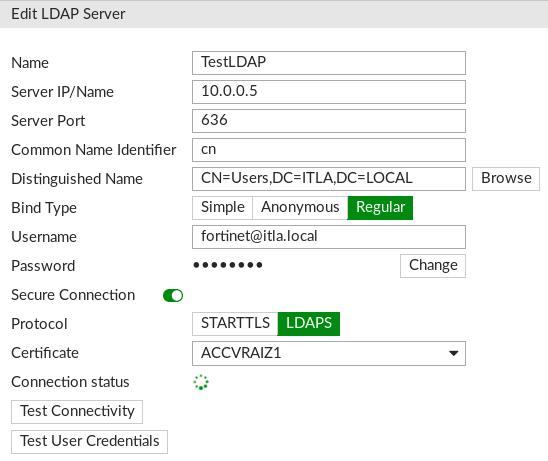 Edit LDAP Server
Name TestLDAP
Server IP/Name 10.0.0.5
Server Port 636
Common Name Identifier cn
Distinguished Name CN=Users,DC=ITLA,DC=LOCAL Browse
Bind Type Simple Anonymous Regular
Username fortinet@itla.local
Password •••••••• Change
Secure Connection
Protocol STARTTLS LDAPS
Certificate ACCVRAIZ1
Connection status
Test Connectivity
Test User Credentials